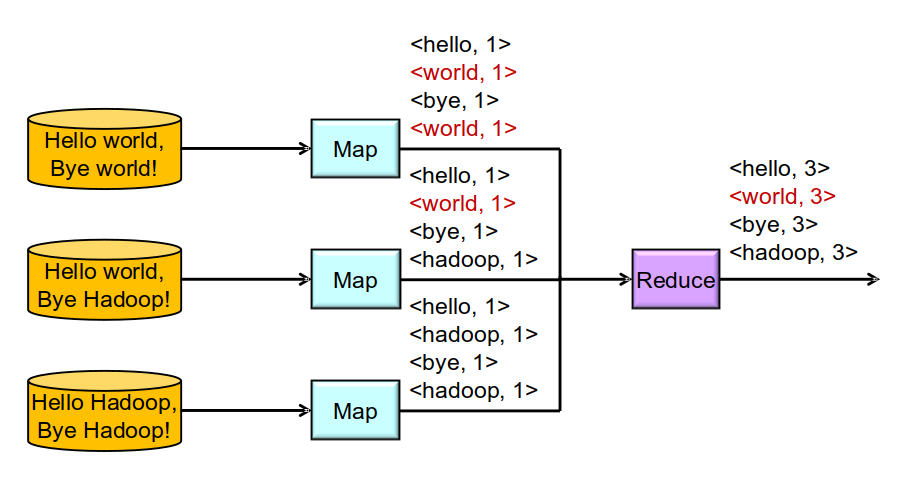 Hello world,
Bye world!
Map
<hello, 1>
<world, 1>
<bye, 1>
<world, 1>
Hello world,
Bye Hadoop!
Map
<hello, 1>
<world, 1>
<bye, 1>
<hadoop, 1>
Hello Hadoop,
Bye Hadoop!
Map
<hello, 1>
<hadoop, 1>
<bye, 1>
<hadoop, 1>
Reduce
<hello, 3>
<world, 3>
<bye, 3>
<hadoop, 3>